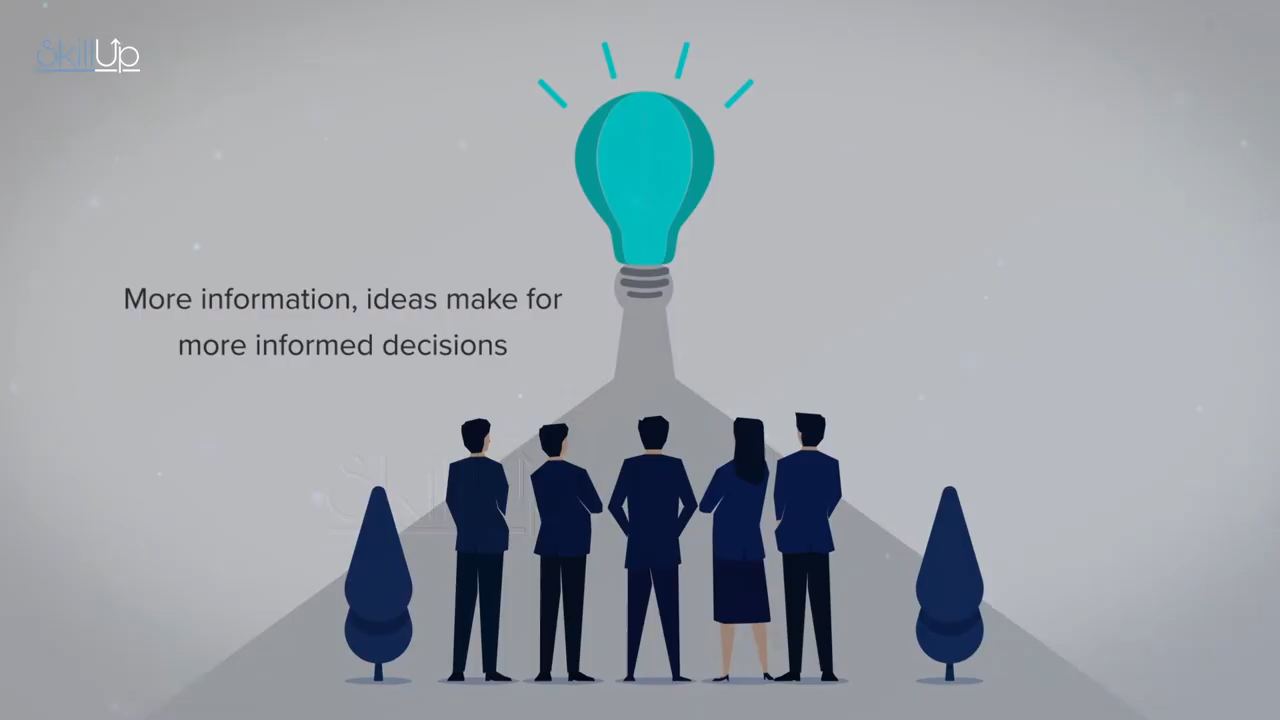 SkillUp
More information, ideas make for
more informed decisions